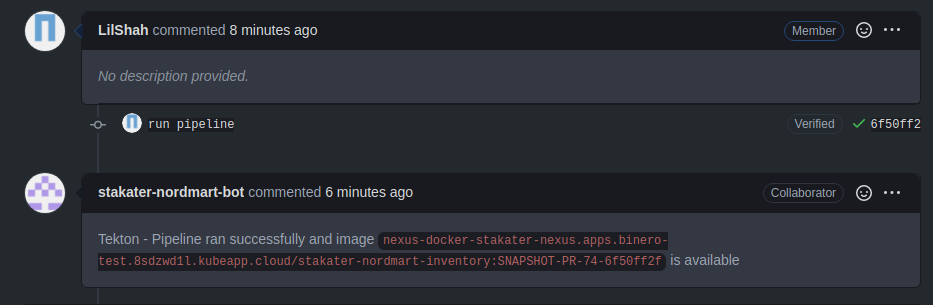 LilShah commented 8 minutes ago Member
No description provided.
run pipeline Verified 6f50ff2
stakater-nordmart-bot commented 6 minutes ago Collaborator
Tekton - Pipeline ran successfully and image nexus-docker-stakater-nexus.apps.binero-
test.8sdzwd1l.kubeapp.cloud/stakater-nordmart-inventory:SNAPSHOT-PR-74-6f50ff2f is available